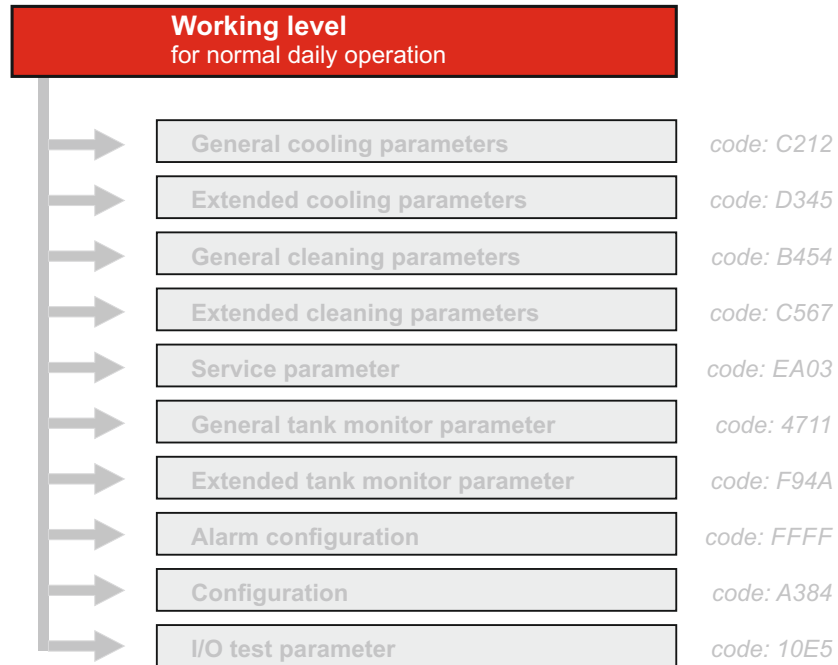 Working level
for normal daily operation
General cooling parameters code: C212
Extended cooling parameters code: D345
General cleaning parameters code: B454
Extended cleaning parameters code: C567
Service parameter code: EA03
General tank monitor parameter code: 4711
Extended tank monitor parameter code: F94A
Alarm configuration code: FFFF
Configuration code: A384
I/O test parameter code: 10E5